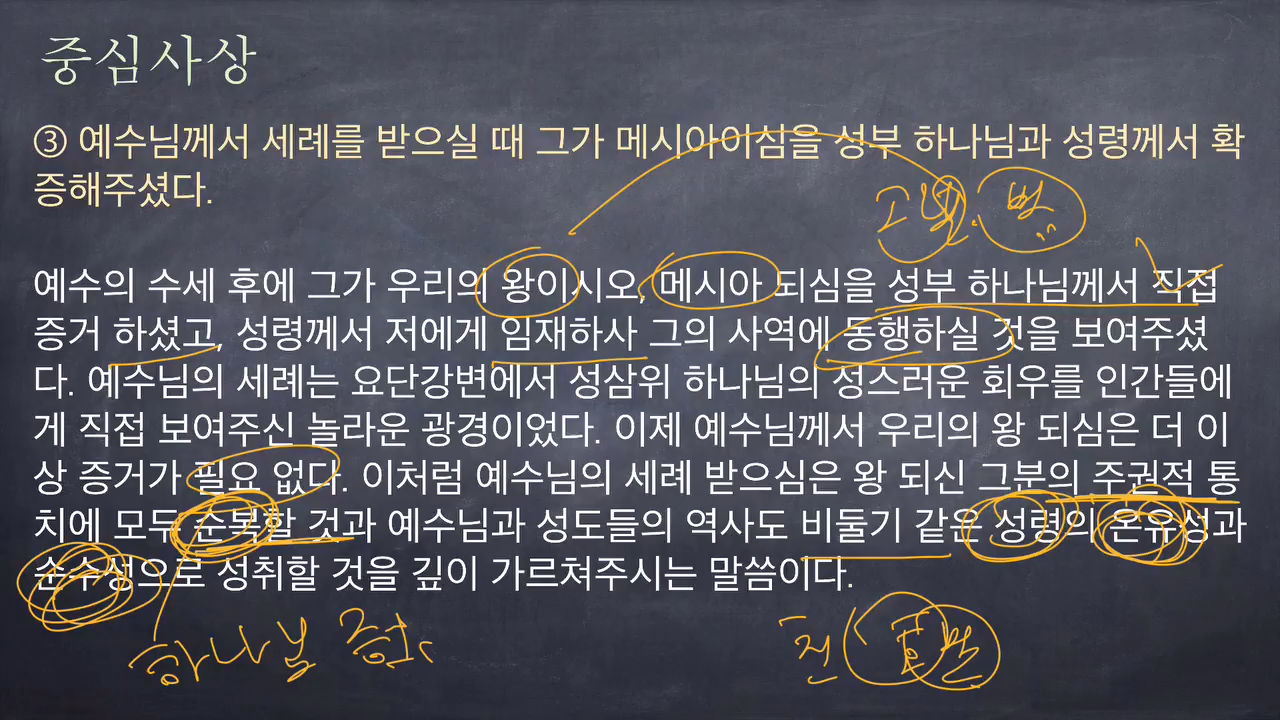 중심사상
③ 예수님께서 세례를 받으실 때 그가 메시아이심을 성부 하나님과 성령께서 확
증해주셨다.
예수의 수세 후에 그가 우리의 왕이시오, 메시아 되심을 성부 하나님께서 직접
증거 하셨고, 성령께서 저에게 임재하사 그의 사역에 동행하실 것을 보여주셨
다. 예수님의 세례는 요단강변에서 성삼위 하나님의 성스러운 회우를 인간들에
게 직접 보여주신 놀라운 광경이었다. 이제 예수님께서 우리의 왕 되심은 더 이
상 증거가 필요 없다. 이처럼 예수님의 세례 받으심은 왕 되신 그분의 주권적 통
치에 모두 순복할 것과 예수님과 성도들의 역사도 비둘기 같은 성령의 온유성과
순수성으로 성취할 것을 깊이 가르쳐주시는 말씀이다.
하나님